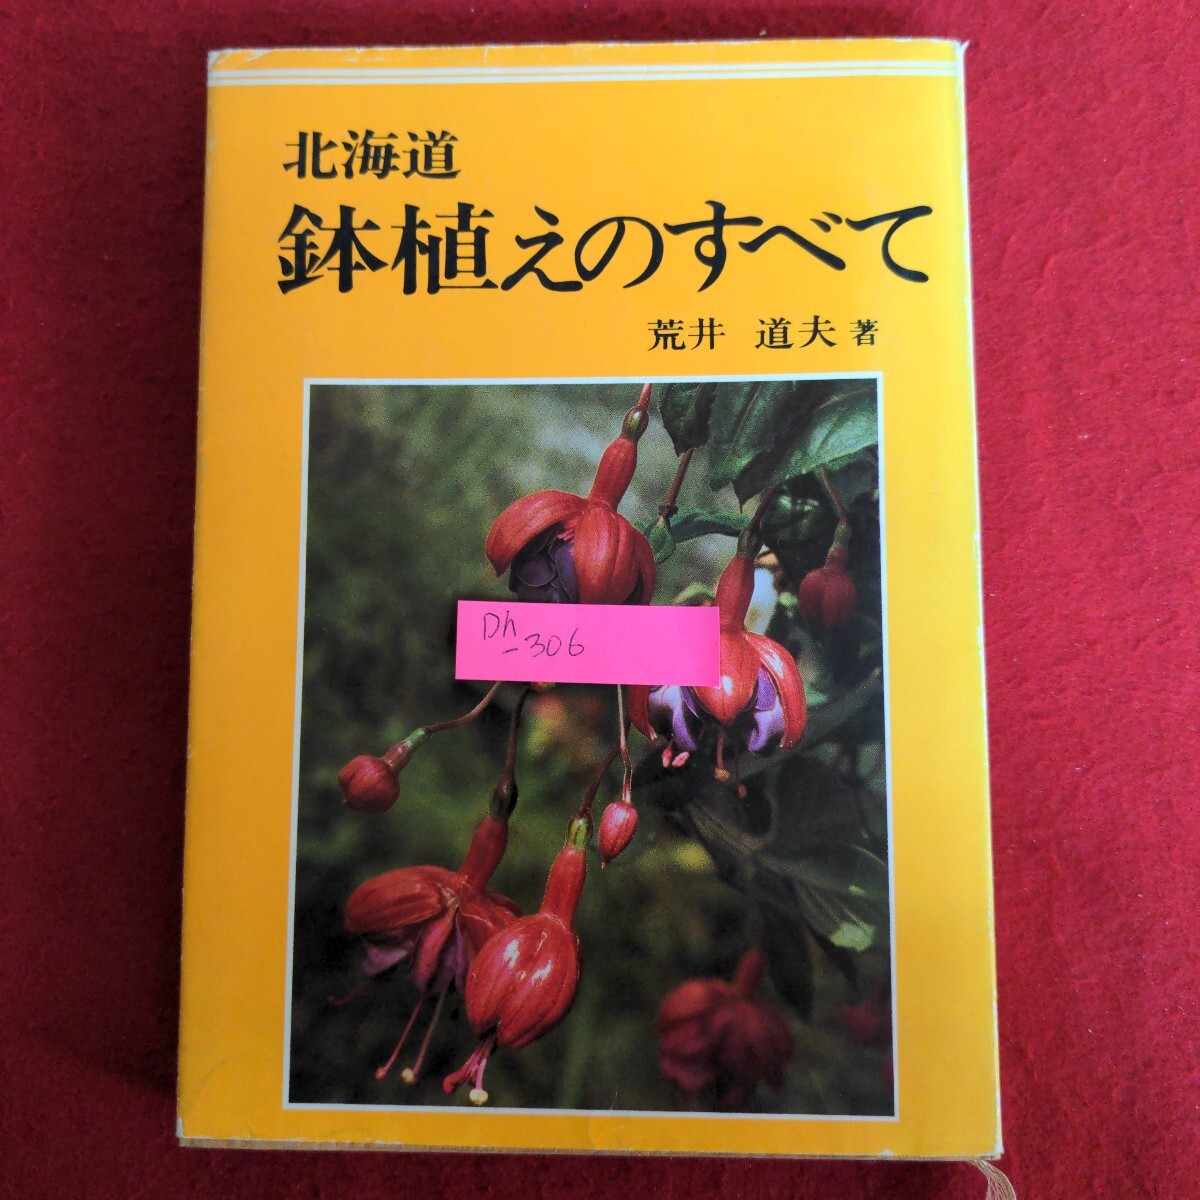 北海道
鉢植えのすべて
荒井 道夫 著
Dh
-306